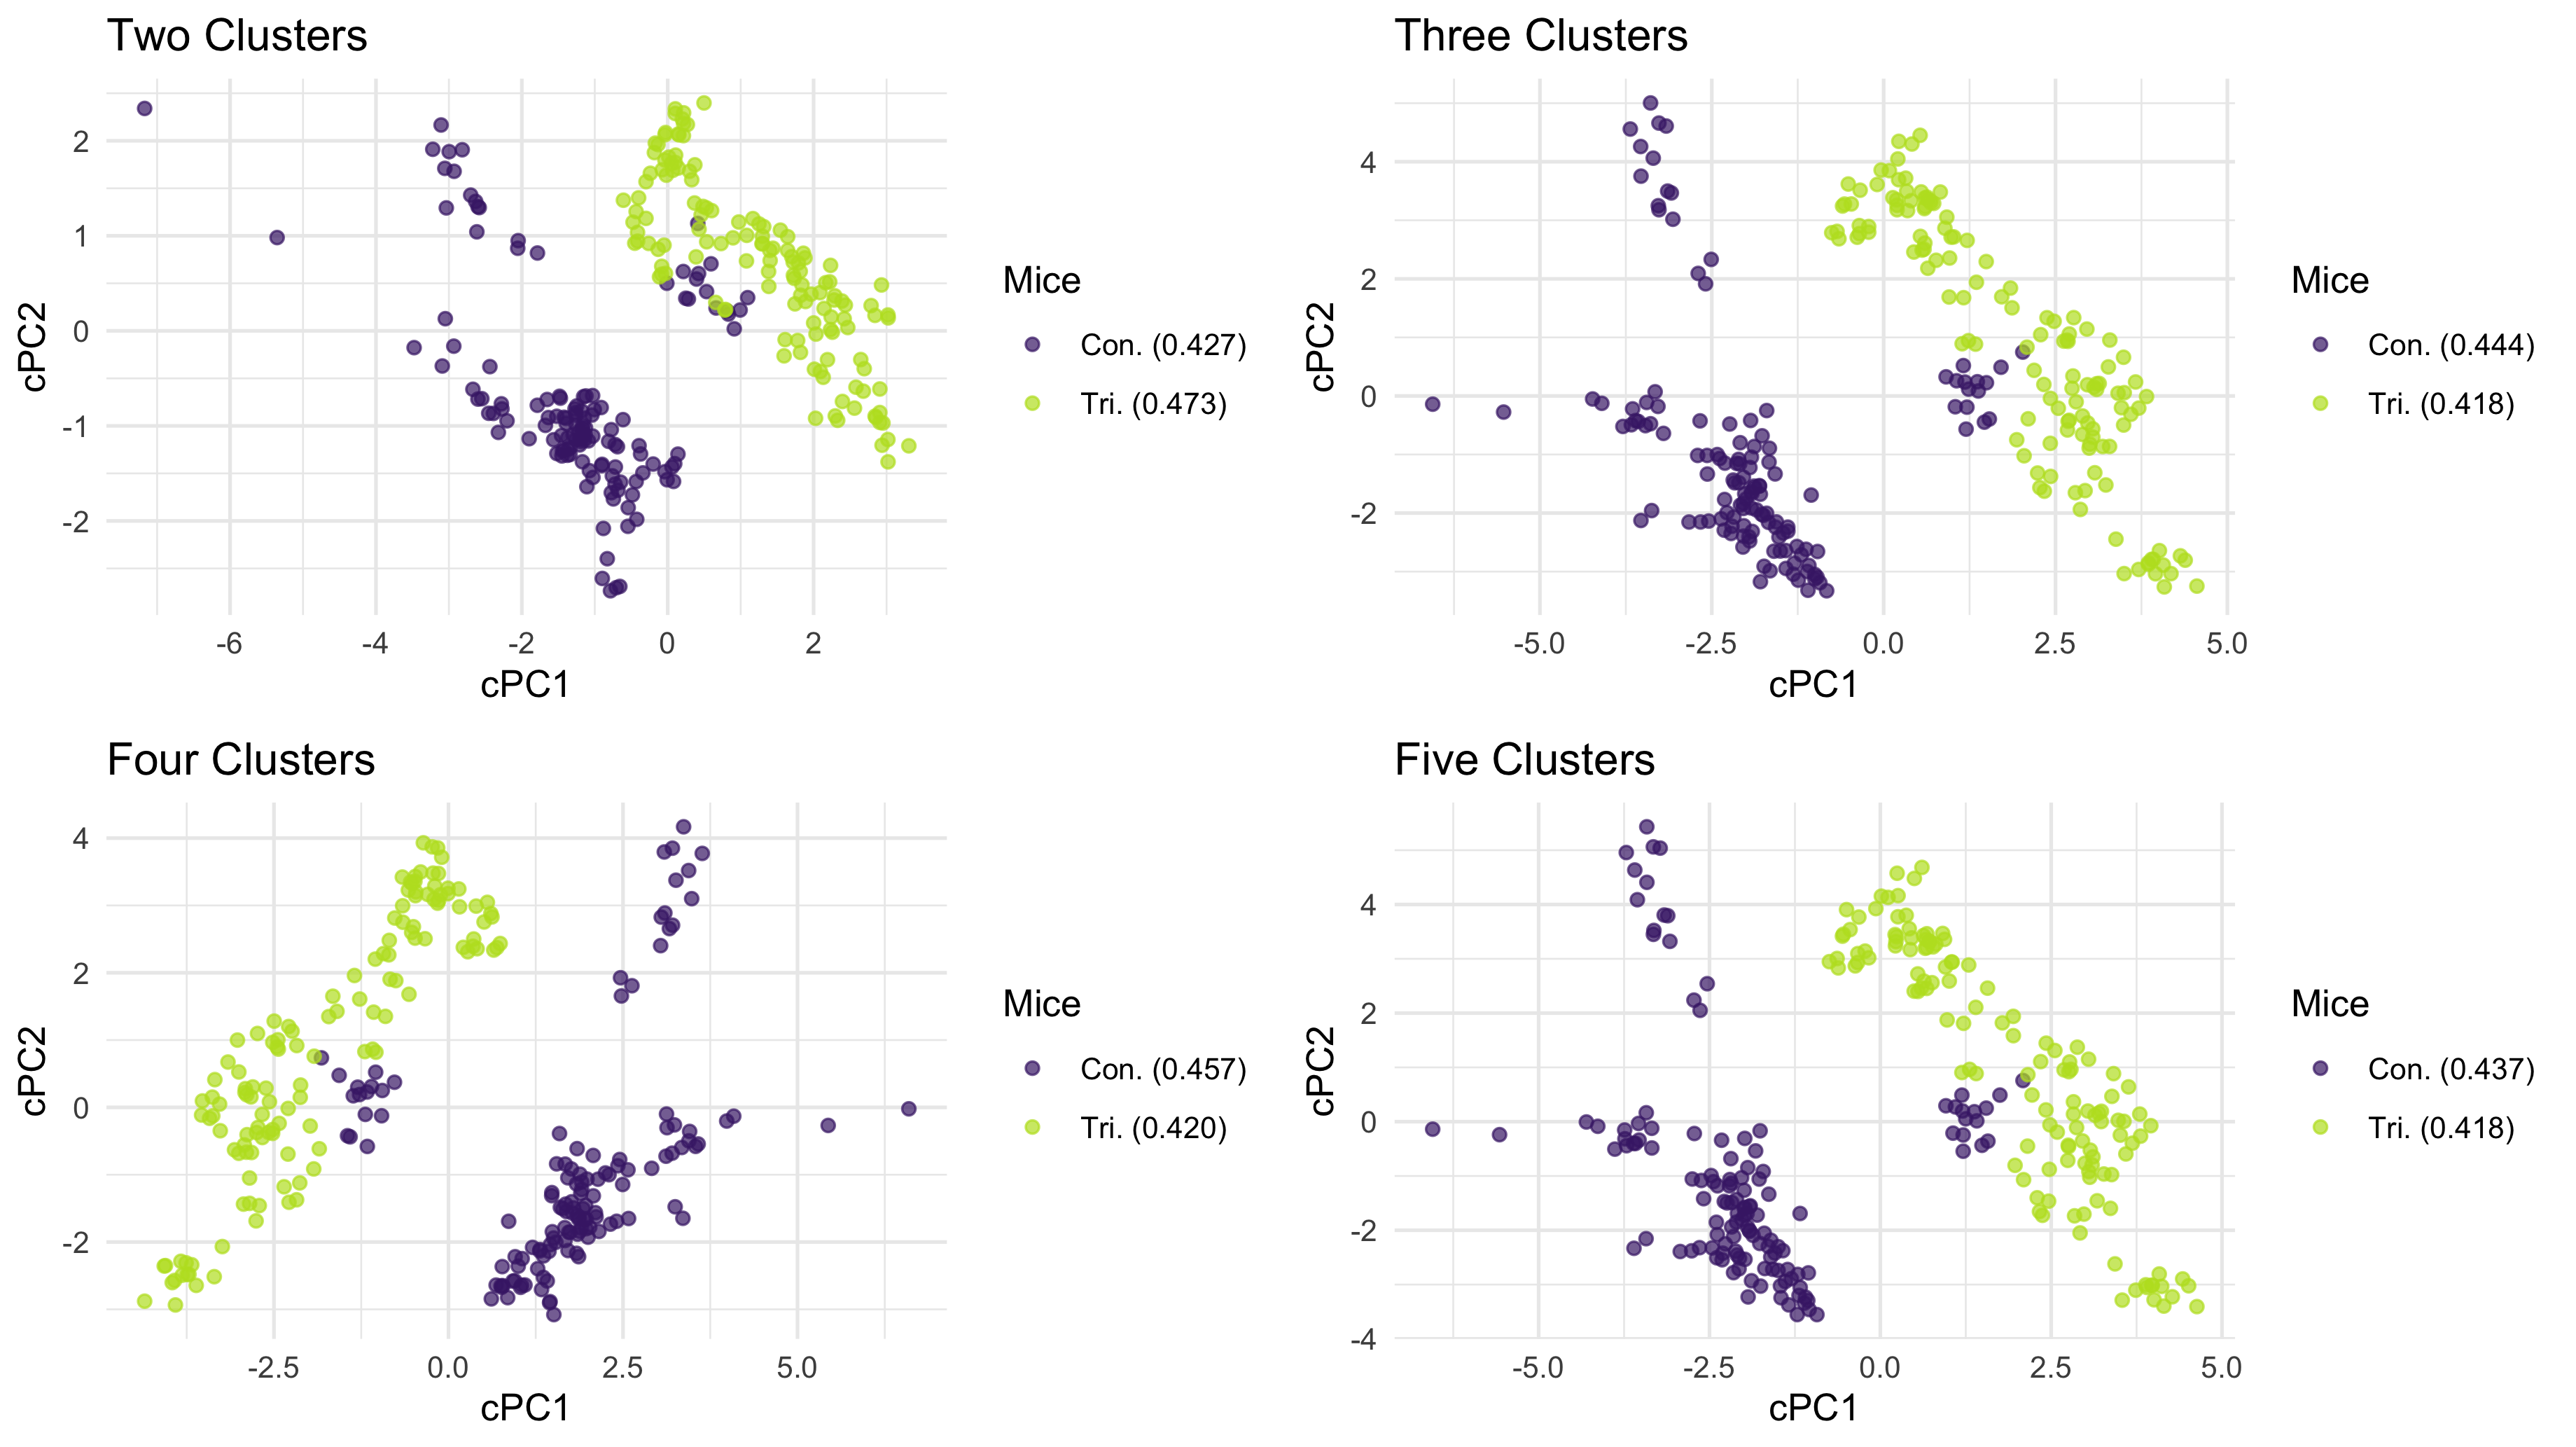 Two Clusters
cPC2
2
1
0
-1
-2
-6
-4
-2
0
2
cPC1
Mice
Con. (0.427)
Tri. (0.473)
Three Clusters
cPC2
4
2
0
-2
-5.0
-2.5
0.0
2.5
5.0
cPC1
Mice
Con. (0.444)
Tri. (0.418)
Four Clusters
cPC2
4
2
0
-2
-2.5
0.0
2.5
5.0
cPC1
Mice
Con. (0.457)
Tri. (0.420)
Five Clusters
cPC2
4
2
0
-2
-4
-5.0
-2.5
0.0
2.5
5.0
cPC1
Mice
Con. (0.437)
Tri. (0.418)